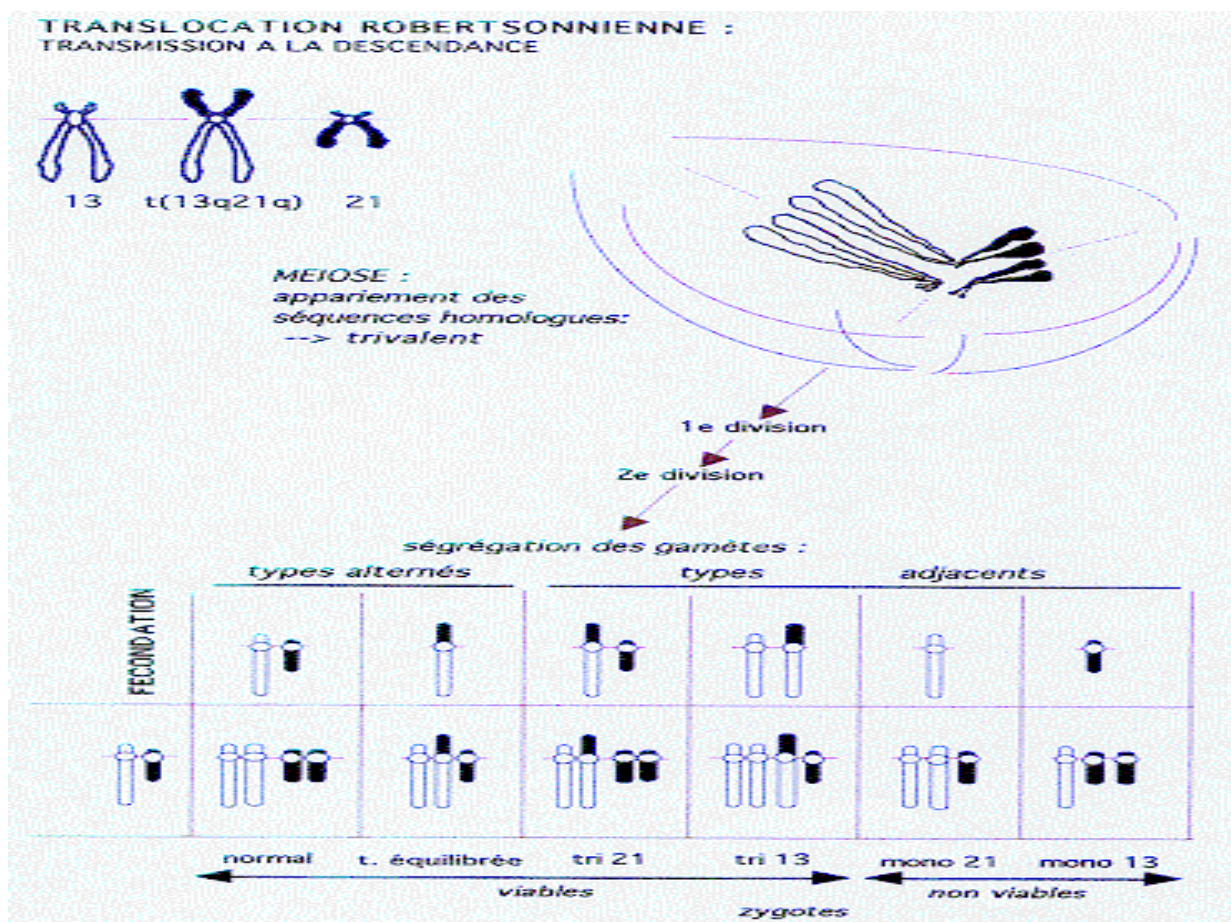 TRANSLOCATION ROBERTSONNIENNE :
TRANSMISSION A LA DESCENDANCE
13 t(13q21q) 21
MEIOSE :
appariement des
séquences homologues:
--> trivalent
1e division
2e division
ségrégation des gamètes :
types alternés types adjacents
FECONDATION
normal t. équilibrée tri 21 tri 13 mono 21 mono 13
viables non viables
zygotes